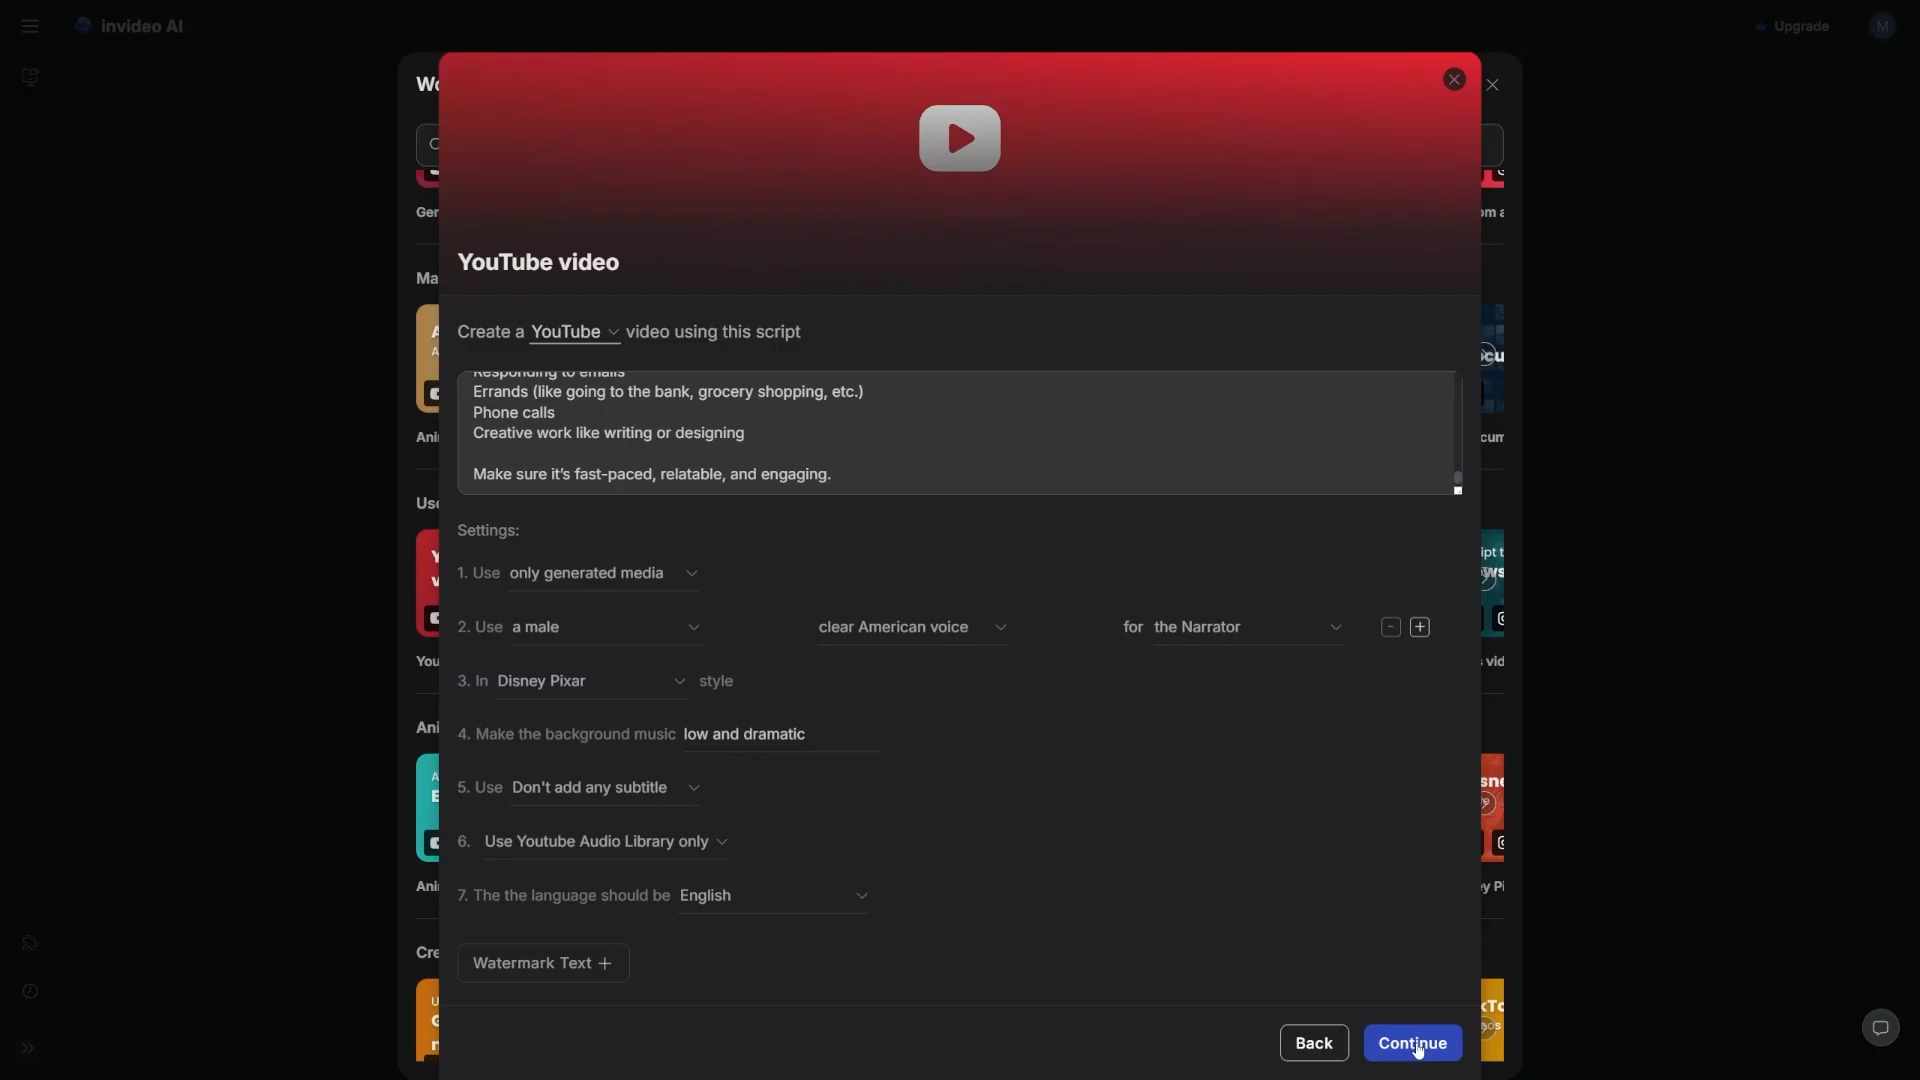 invideo AI
Upgrade
M
YouTube video
Create a YouTube video using this script
Responding to emails
Errands (like going to the bank, grocery shopping, etc.)
Phone calls
Creative work like writing or designing
Make sure it's fast-paced, relatable, and engaging.
Settings:
1. Use only generated media
2. Use a male clear American voice for the Narrator
3. In Disney Pixar style
4. Make the background music low and dramatic
5. Use Don't add any subtitle
6. Use Youtube Audio Library only
7. The the language should be English
Watermark Text +
Back
Continue